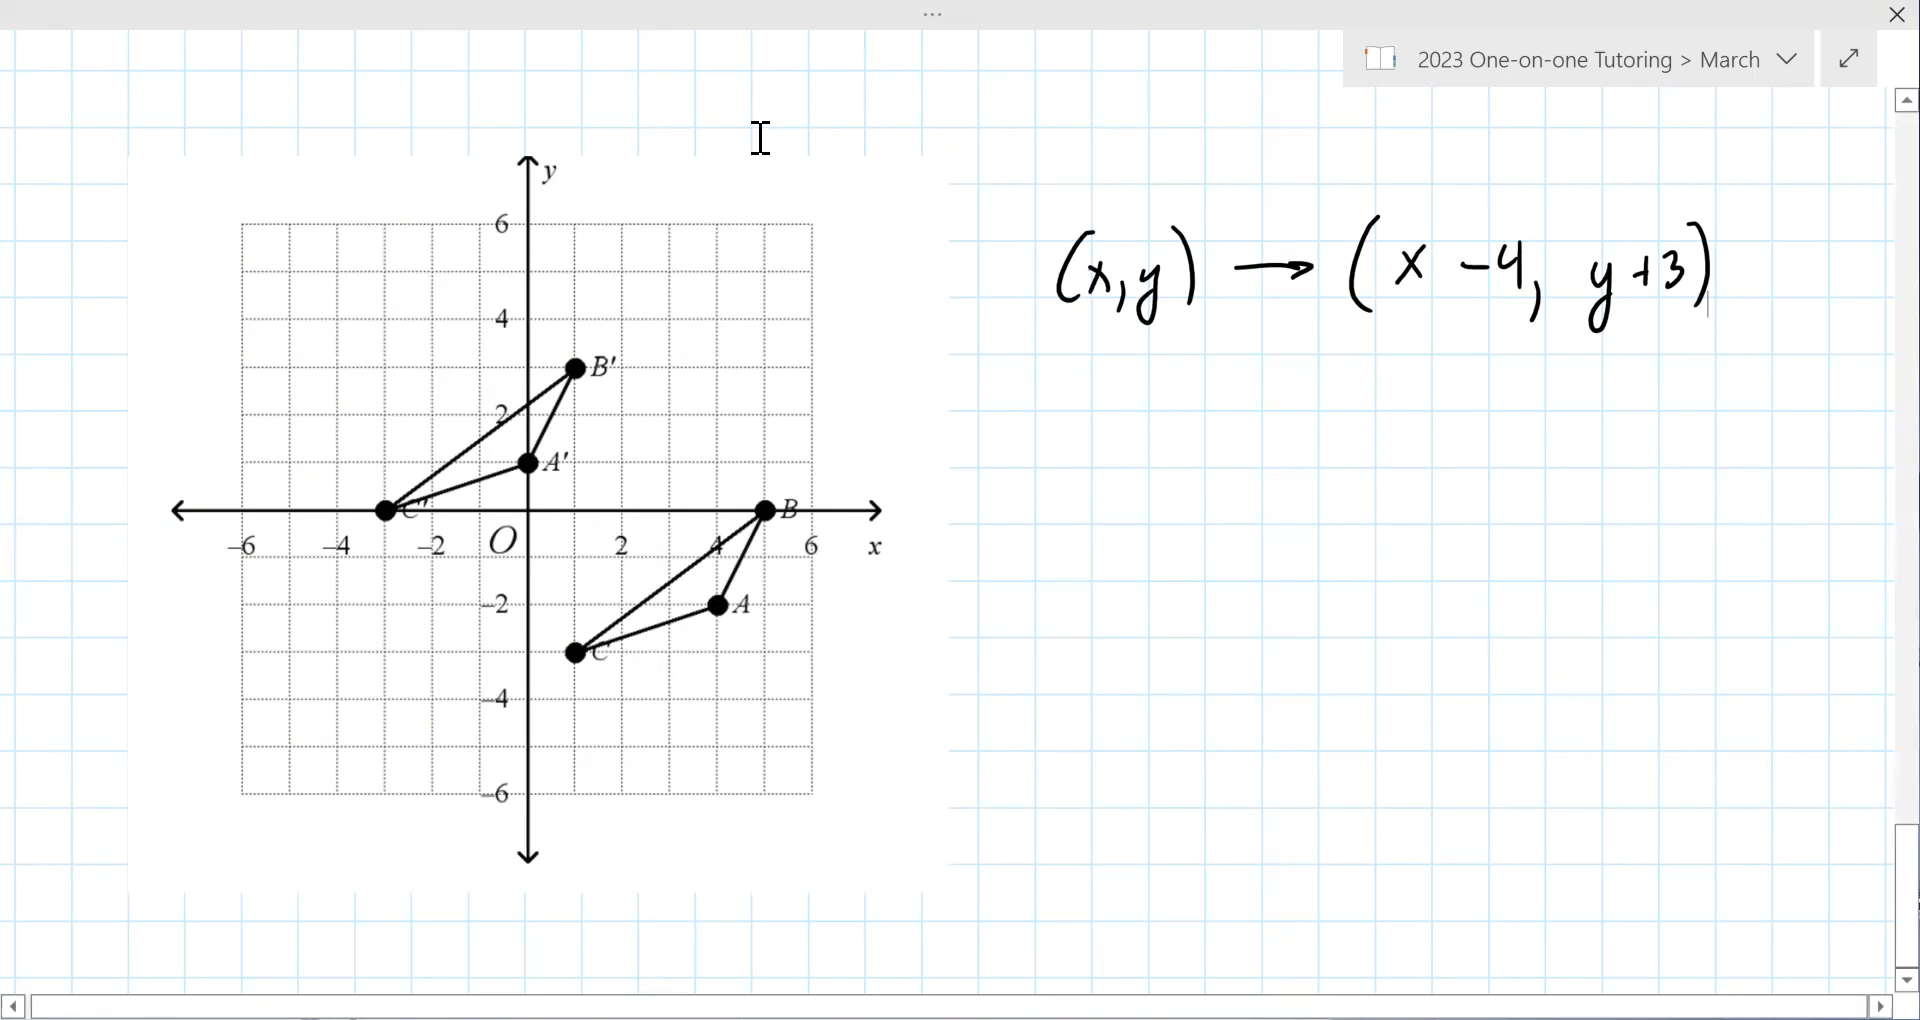 ...
2023 One-on-one Tutoring > March
y
6
4
B'
2
A'
C'
B
-6 -4 -2 O 2 4 6 x
-2
A
C
-4
-6
(x,y) → (x -4, y +3)